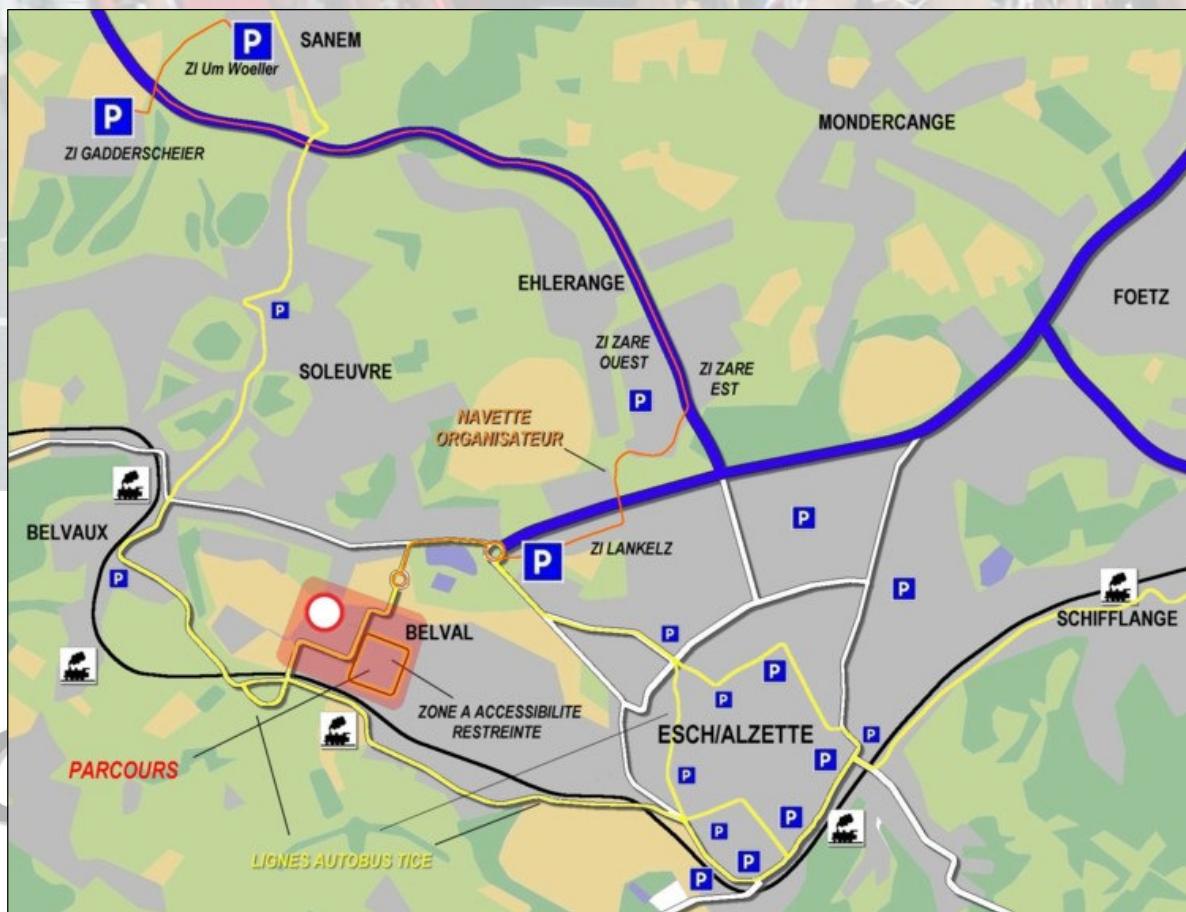 P
SANEM
ZI Um Woeller
P
ZI GADDERSCHEIER
MONDERCANGE
EHLERANGE
FOETZ
P
SOLEUVRE
ZI ZARE
OUEST
ZI ZARE
EST
P
NAVETTE
ORGANISATEUR
BELVAUX
P
P
P
ZI LANKELZ
P
P
SCHIFFLANGE
BELVAL
P
P
P
ZONE A ACCESSIBILITE
RESTREINTE
ESCH/ALZETTE
P
PARCOURS
P
P
P
P
LIGNES AUTOBUS TICE
P
P